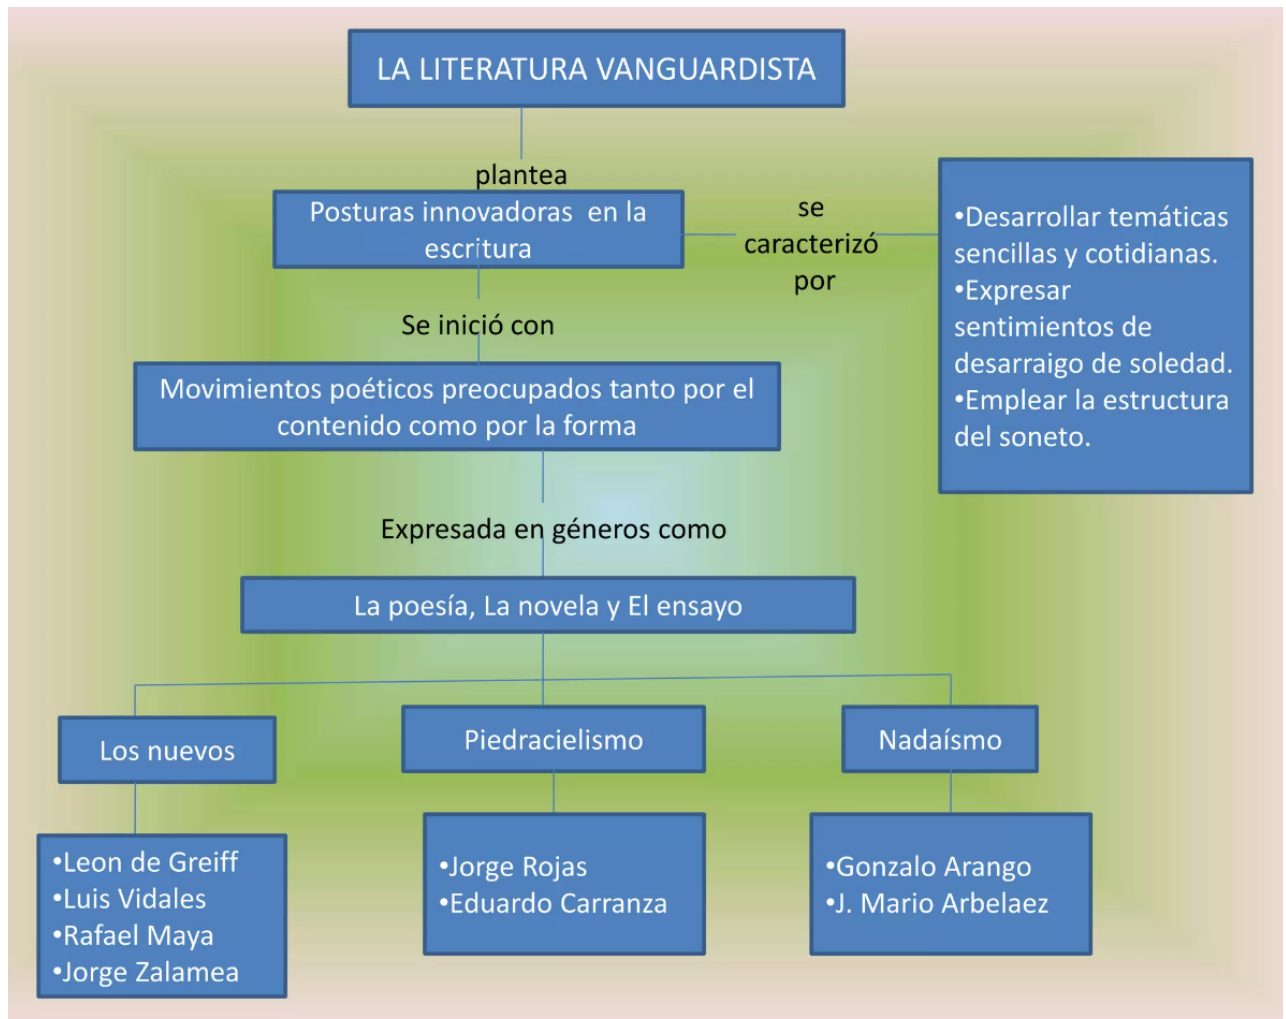 LA LITERATURA VANGUARDISTA
plantea
Posturas innovadoras en la
escritura
se
caracterizó
por
•Desarrollar temáticas
sencillas y cotidianas.
•Expresar
sentimientos de
desarraigo de soledad.
•Emplear la estructura
del soneto.
Se inició con
Movimientos poéticos preocupados tanto por el
contenido como por la forma
Expresada en géneros como
La poesía, La novela y El ensayo
Los nuevos
Piedracielismo
Nadaísmo
•Leon de Greiff
•Luis Vidales
•Rafael Maya
•Jorge Zalamea
•Jorge Rojas
•Eduardo Carranza
•Gonzalo Arango
•J. Mario Arbelaez